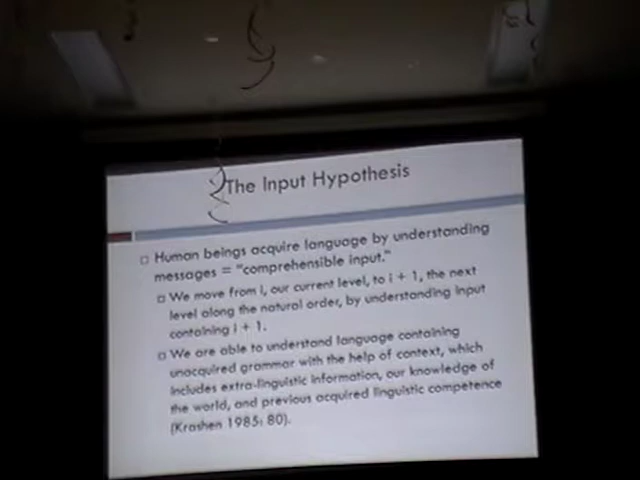 The Input Hypothesis
Human beings acquire language by understanding
messages = "comprehensible input."
We move from i, our current level, to i + 1, the next
level along the natural order, by understanding input
containing i + 1.
We are able to understand language containing
unacquired grammar with the help of context, which
includes extra-linguistic information, our knowledge of
the world, and previous acquired linguistic competence
(Krashen 1985: 80).